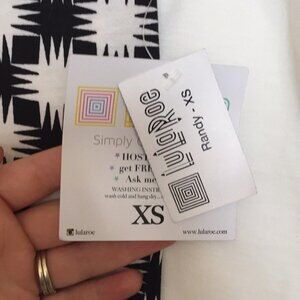 Simply
* HOST
* get FRE
* Ask me
WASHING INSTR
wash cold and hang dry...
XS
lularoe
www.lularoe.com
LuLaRoe
Randy - XS